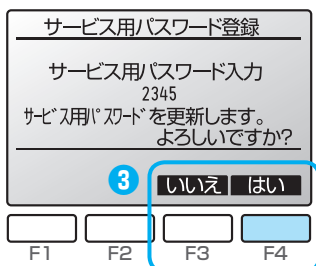 サービス用パスワード登録
サービス用パスワード入力
2345
ｻｰﾋﾞｽ用ﾊﾟｽﾜｰﾄﾞを更新します。
よろしいですか?
3 いいえ はい
F1 F2 F3 F4